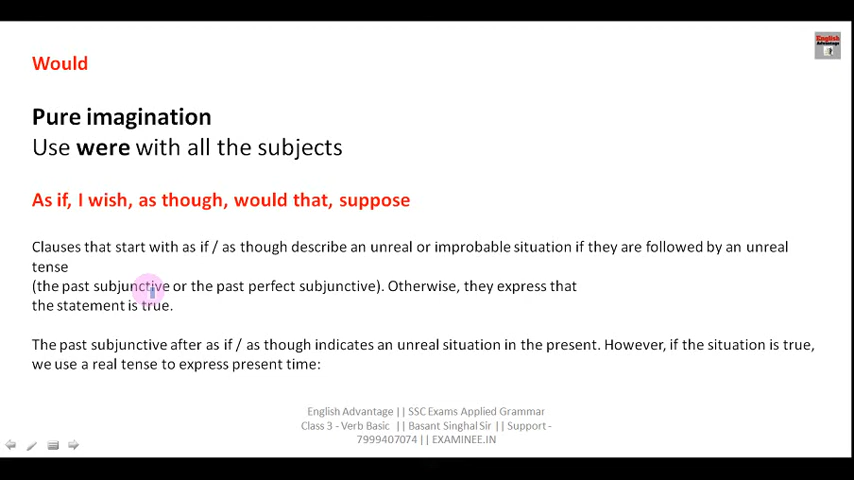 Would
English
Advantage
Pure imagination
Use were with all the subjects
As if, I wish, as though, would that, suppose
Clauses that start with as if / as though describe an unreal or improbable situation if they are followed by an unreal
tense
(the past subjunctive or the past perfect subjunctive). Otherwise, they express that
the statement is true.
The past subjunctive after as if / as though indicates an unreal situation in the present. However, if the situation is true,
we use a real tense to express present time:
English Advantage || SSC Exams Applied Grammar
Class 3 - Verb Basic || Basant Singhal Sir || Support -
7999407074 || EXAMINEE.IN